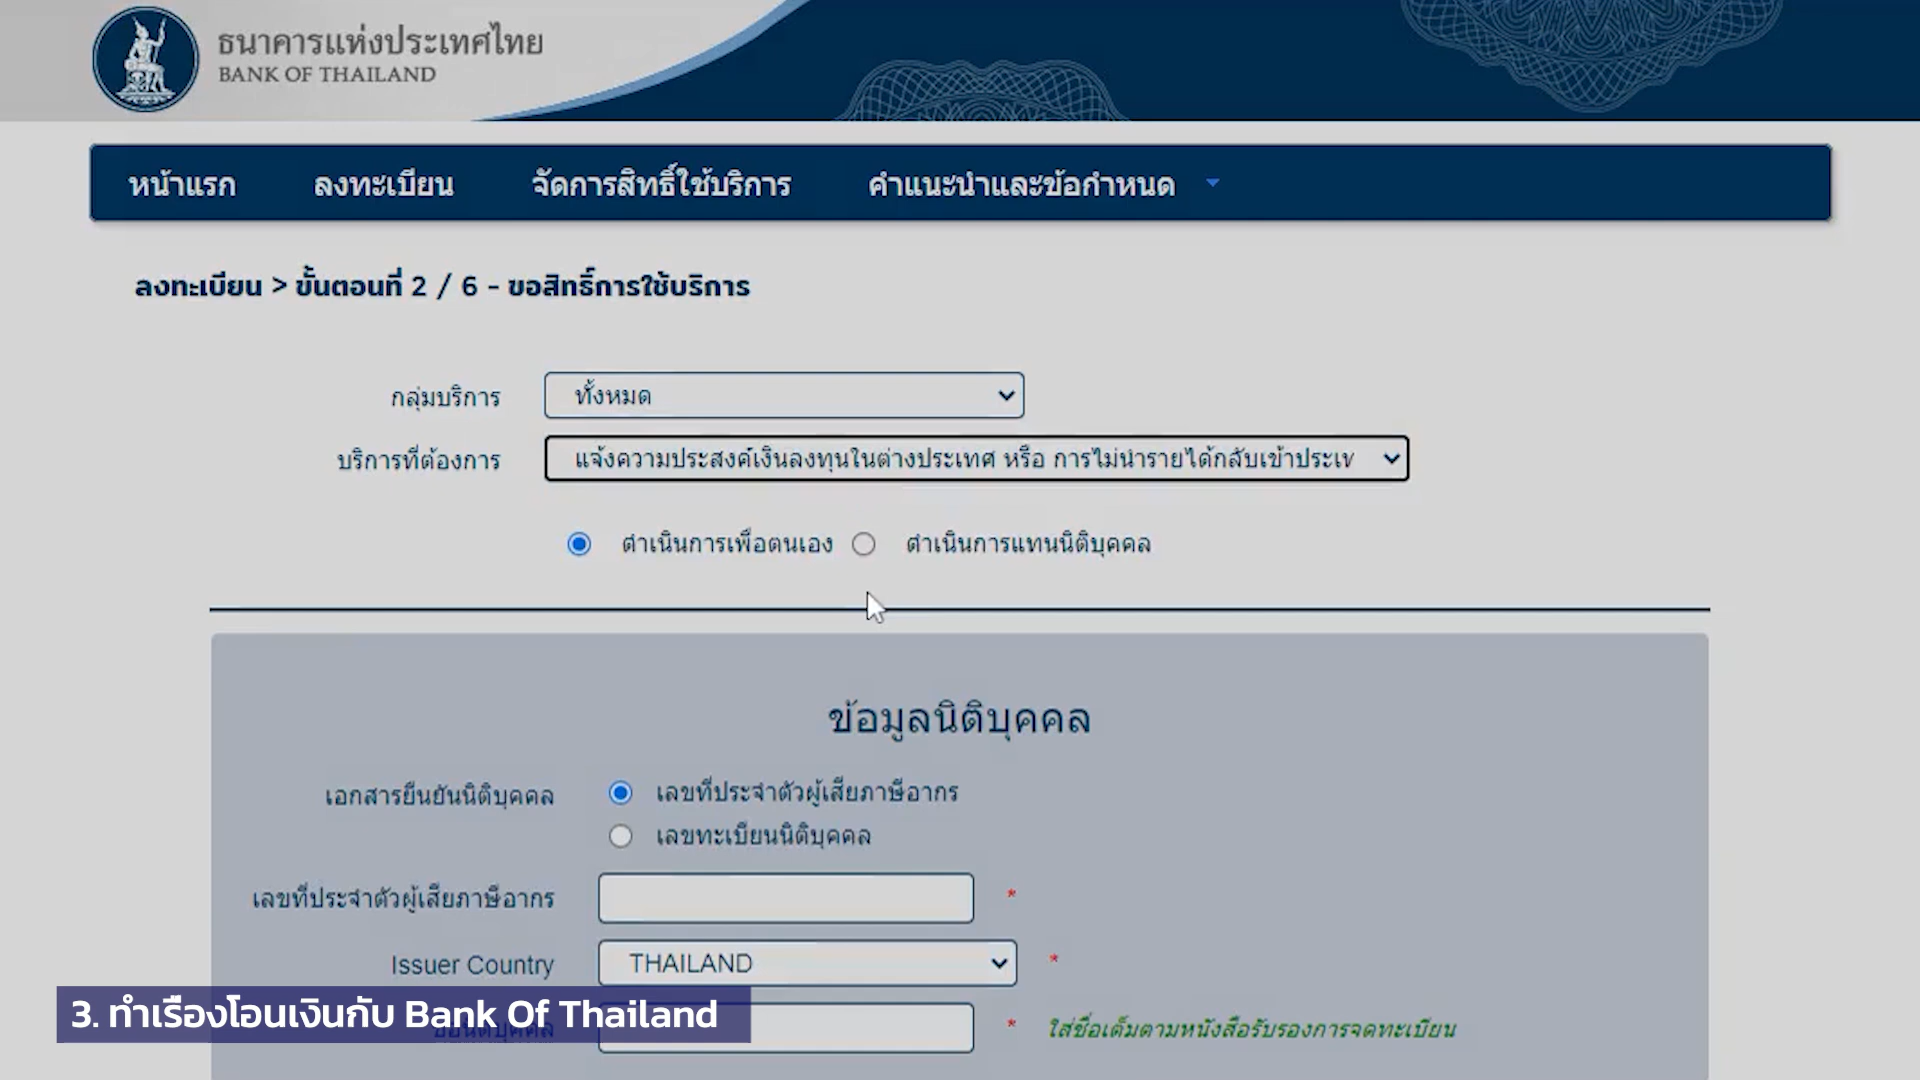 ธนาคารแห่งประเทศไทย
BANK OF THAILAND
หน้าแรก ลงทะเบียน จัดการสิทธิ์ใช้บริการ คำแนะนำและข้อกำหนด
ลงทะเบียน > ขั้นตอนที่ 2 / 6 - ขอสิทธิ์การใช้บริการ
กลุ่มบริการ ทั้งหมด
บริการที่ต้องการ แจ้งความประสงค์เงินลงทุนในต่างประเทศ หรือ การไม่นำรายได้กลับเข้าประเท
ดำเนินการเพื่อตนเอง ดำเนินการแทนนิติบุคคล
ข้อมูลนิติบุคคล
เอกสารยืนยันนิติบุคคล เลขที่ประจำตัวผู้เสียภาษีอากร
เลขทะเบียนนิติบุคคล
เลขที่ประจำตัวผู้เสียภาษีอากร *
Issuer Country THAILAND *
3. ทำเรื่องโอนเงินกับ Bank Of Thailand
* ใส่ชื่อเต็มตามหนังสือรับรองการจดทะเบียน